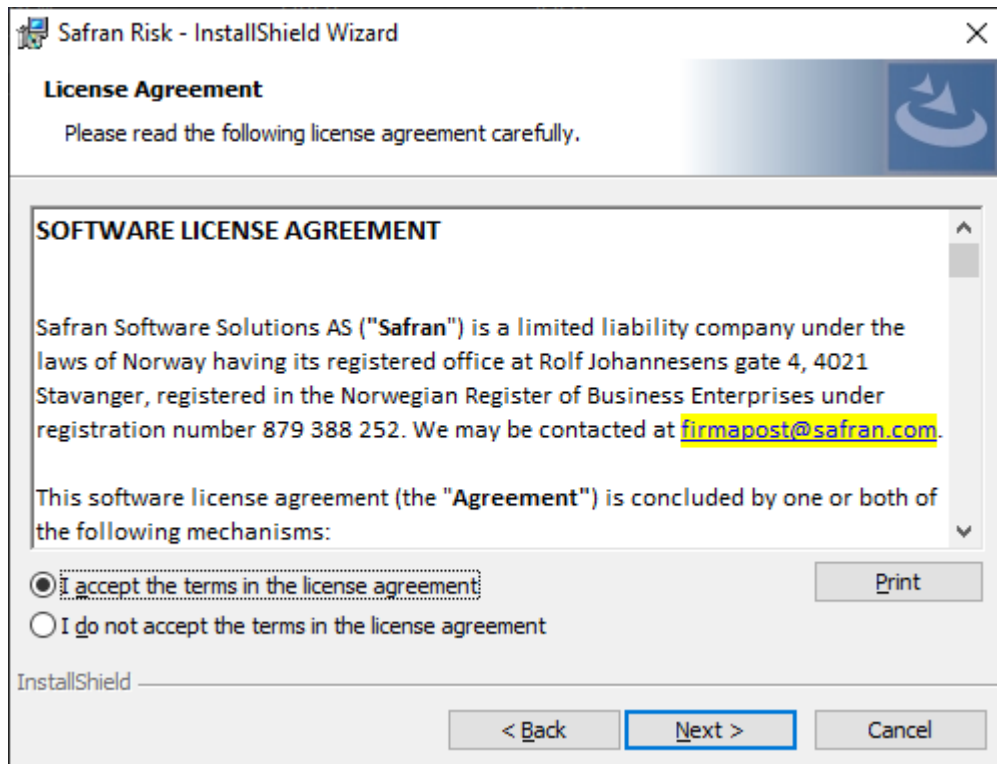 Safran Risk - InstallShield Wizard
License Agreement
Please read the following license agreement carefully.
SOFTWARE LICENSE AGREEMENT
Safran Software Solutions AS ("Safran") is a limited liability company under the
laws of Norway having its registered office at Rolf Johannesens gate 4, 4021
Stavanger, registered in the Norwegian Register of Business Enterprises under
registration number 879 388 252. We may be contacted at firmapost@safran.com.
This software license agreement (the "Agreement") is concluded by one or both of
the following mechanisms:
I accept the terms in the license agreement
Print
I do not accept the terms in the license agreement
InstallShield
< Back
Next >
Cancel